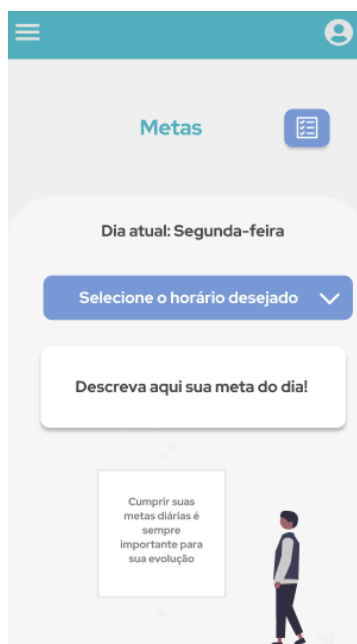 Metas
Dia atual: Segunda-feira
Selecione o horário desejado
Descreva aqui sua meta do dia!
Cumprir suas
metas diárias é
sempre
importante para
sua evolução